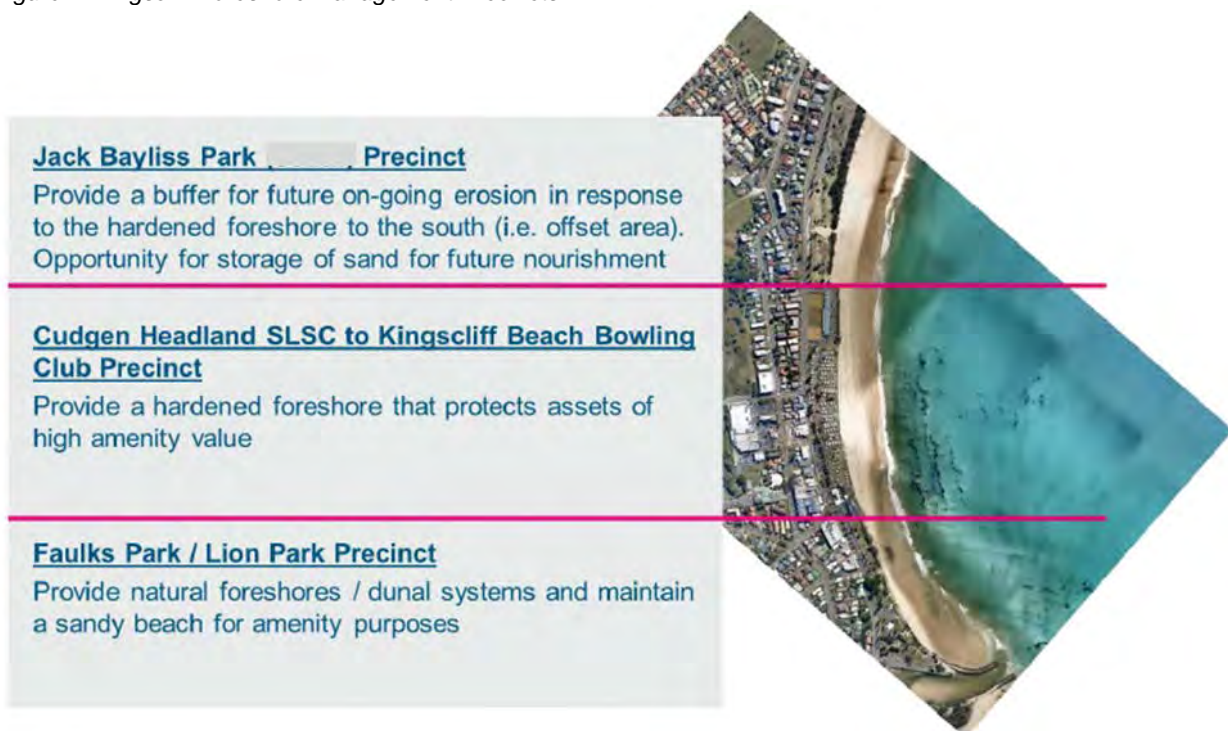 Jack Bayliss Park Precinct
Provide a buffer for future on-going erosion in response
to the hardened foreshore to the south (i.e. offset area).
Opportunity for storage of sand for future nourishment
Cudgen Headland SLSC to Kingscliff Beach Bowling
Club Precinct
Provide a hardened foreshore that protects assets of
high amenity value
Faulks Park / Lion Park Precinct
Provide natural foreshores / dunal systems and maintain
a sandy beach for amenity purposes